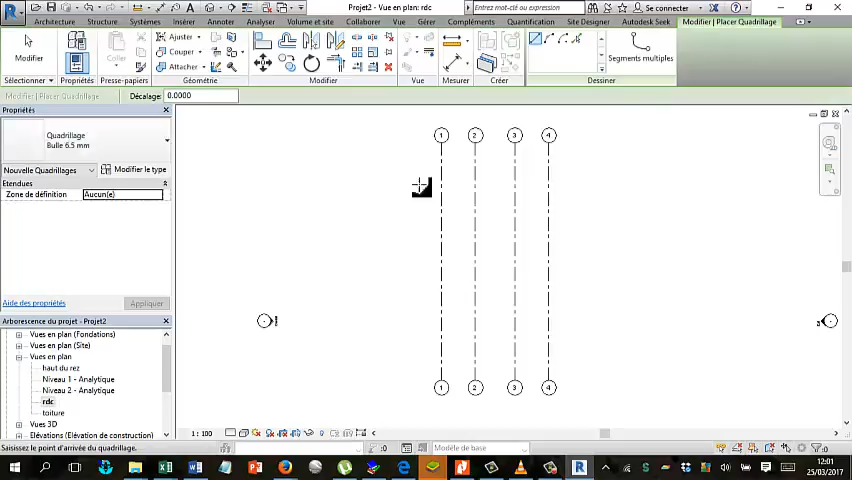 Projet2 - Vue en plan: rdc
Entrez mot-clé ou expression
Se connecter
Architecture Structure Systèmes Insérer Annoter Analyser Volume et site Collaborer Vue Gérer Compléments Quantification Site Designer Autodesk Seek Modifier | Placer Quadrillage
Modifier
Coller
Ajuster
Couper
Attacher
Segments multiples
Sélectionner Propriétés Presse-papiers Géométrie Modifier Vue Mesurer Créer Dessiner
Modifier | Placer Quadrillage Décalage: 0.0000
Propriétés
Quadrillage
Bulle 6.5 mm
Nouvelle Quadrillages Modifier le type
Etendues
Zone de définition Aucun(e)
Aide des propriétés Appliquer
Arborescence du projet - Projet2
Vues en plan (Fondations)
Vues en plan (Site)
Vues en plan
haut du rez
Niveau 1 - Analytique
Niveau 2 - Analytique
rdc
toiture
Vues 3D
Elévations (Elévation de construction)
1 2 3 4
1 2 3 4
1 : 100
Saisissez le point d'arrivée du quadrillage.
:0
Modèle de base
:0
12:01
25/03/2017